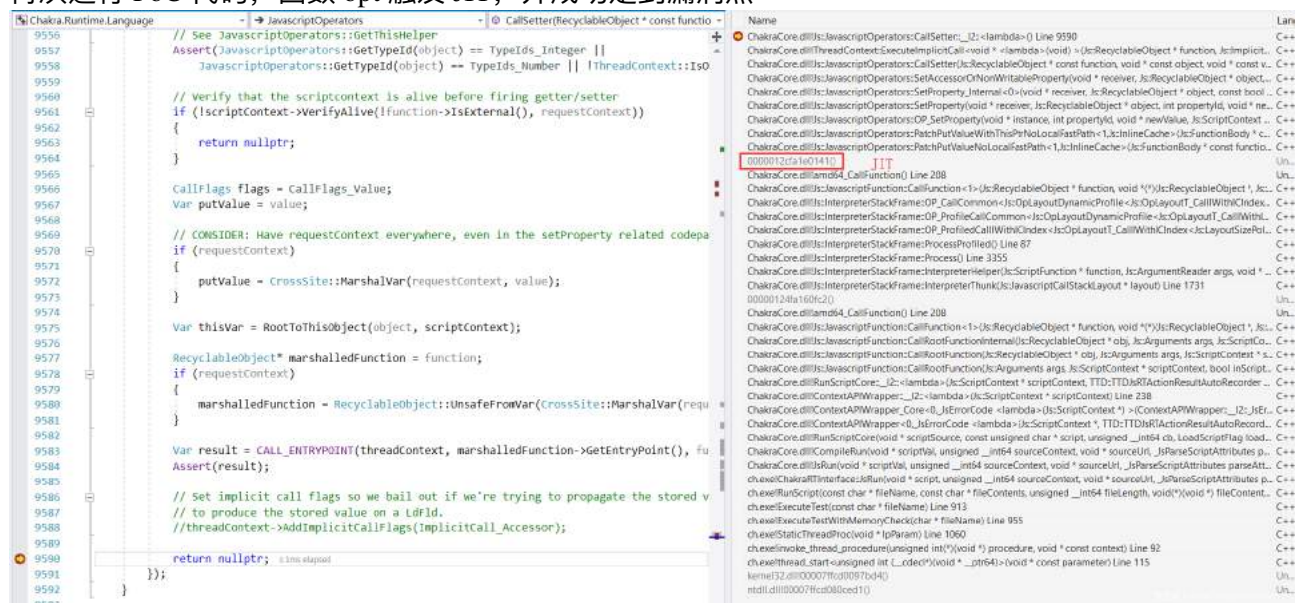 Chakra.Runtime.Language
JavascriptOperators
CallSetter(RecyclableObject * const functio
9556 // See JavascriptOperators::GetThisHelper
9557 Assert(JavascriptOperators::GetTypeId(object) == TypeIds_Integer ||
9558 JavascriptOperators::GetTypeId(object) == TypeIds_Number || !ThreadContext::IsO
9559
9560 // Verify that the scriptcontext is alive before firing getter/setter
9561 if (!scriptContext->VerifyAlive(!function->IsExternal(), requestContext))
9562 {
9563 return nullptr;
9564 }
9565
9566 CallFlags flags = CallFlags_Value;
9567 Var putValue = value;
9568
9569 // CONSIDER: Have requestContext everywhere, even in the setProperty related codepa
9570 if (requestContext)
9571 {
9572 putValue = CrossSite::MarshalVar(requestContext, value);
9573 }
9574
9575 Var thisVar = RootToThisObject(object, scriptContext);
9576
9577 RecyclableObject* marshalledFunction = function;
9578 if (requestContext)
9579 {
9580 marshalledFunction = RecyclableObject::UnsafeFromVar(CrossSite::MarshalVar(requ
9581 }
9582
9583 Var result = CALL_ENTRYPOINT(threadContext, marshalledFunction->GetEntryPoint(), fu
9584 Assert(result);
9585
9586 // Set implicit call flags so we bail out if we're trying to propagate the stored v
9587 // to produce the stored value on a LdFld.
9588 //threadContext->AddImplicitCallFlags(ImplicitCall_Accessor);
9589
9590 return nullptr;
9591 });
9592 }
Name Lan
ChakraCore.dll!Js::JavascriptOperators::CallSetter::__l2::<lambda>() Line 9590 C++
ChakraCore.dll!ThreadContext::ExecuteImplicitCall<void * <lambda>(void) >(Js::RecyclableObject * function, Js::Implicit... C++
ChakraCore.dll!Js::JavascriptOperators::CallSetter(Js::RecyclableObject * const function, void * const object, void * const v... C++
ChakraCore.dll!Js::JavascriptOperators::SetAccessorOrNonWritableProperty(void * receiver, Js::RecyclableObject * object,... C++
ChakraCore.dll!Js::JavascriptOperators::SetProperty_Internal<0>(void * receiver, Js::RecyclableObject * object, const bool ... C++
ChakraCore.dll!Js::JavascriptOperators::SetProperty(void * receiver, Js::RecyclableObject * object, int propertyId, void * ne... C++
ChakraCore.dll!Js::JavascriptOperators::OP_SetProperty(void * instance, int propertyId, void * newValue, Js::ScriptContext ... C++
ChakraCore.dll!Js::JavascriptOperators::PatchPutValueWithThisPtrNoLocalFastPath<1,Js::InlineCache>(Js::FunctionBody * c... C++
ChakraCore.dll!Js::JavascriptOperators::PatchPutValueNoLocalFastPath<1,Js::InlineCache>(Js::FunctionBody * const functio... C++
0000012cfa1e0141() JIT Un...
ChakraCore.dll!amd64_CallFunction() Line 208 Un...
ChakraCore.dll!Js::JavascriptFunction::CallFunction<1>(Js::RecyclableObject * function, void *(*)(Js::RecyclableObject *, Js:... C++
ChakraCore.dll!Js::InterpreterStackFrame::OP_CallCommon<Js::OpLayoutDynamicProfile<Js::OpLayoutT_CallIWithICIndex... C++
ChakraCore.dll!Js::InterpreterStackFrame::OP_ProfileCallCommon<Js::OpLayoutDynamicProfile<Js::OpLayoutT_CallIWithI... C++
ChakraCore.dll!Js::InterpreterStackFrame::OP_ProfiledCallIWithICIndex<Js::OpLayoutT_CallIWithICIndex<Js::LayoutSizePol... C++
ChakraCore.dll!Js::InterpreterStackFrame::ProcessProfiled() Line 87 C++
ChakraCore.dll!Js::InterpreterStackFrame::Process() Line 3355 C++
ChakraCore.dll!Js::InterpreterStackFrame::InterpreterHelper(Js::ScriptFunction * function, Js::ArgumentReader args, void * ... C++
ChakraCore.dll!Js::InterpreterStackFrame::InterpreterThunk(Js::JavascriptCallStackLayout * layout) Line 1731 C++
00000124fa160fc2() Un...
ChakraCore.dll!amd64_CallFunction() Line 208 Un...
ChakraCore.dll!Js::JavascriptFunction::CallFunction<1>(Js::RecyclableObject * function, void *(*)(Js::RecyclableObject *, Js:... C++
ChakraCore.dll!Js::JavascriptFunction::CallRootFunctionInternal(Js::RecyclableObject * obj, Js::Arguments args, Js::ScriptCo... C++
ChakraCore.dll!Js::JavascriptFunction::CallRootFunction(Js::RecyclableObject * obj, Js::Arguments args, Js::ScriptContext * s... C++
ChakraCore.dll!Js::JavascriptFunction::CallRootFunction(Js::Arguments args, Js::ScriptContext * scriptContext, bool inScript... C++
ChakraCore.dll!RunScriptCore::__l2::<lambda>(Js::ScriptContext * scriptContext, TTD::TTDJsRTActionResultAutoRecorder ... C++
ChakraCore.dll!ContextAPIWrapper::__l2::<lambda>(Js::ScriptContext * scriptContext) Line 238 C++
ChakraCore.dll!ContextAPIWrapper_Core<0,_JsErrorCode <lambda>(Js::ScriptContext *) >(ContextAPIWrapper::__l2::_JsErr... C++
ChakraCore.dll!ContextAPIWrapper<0,_JsErrorCode <lambda>(Js::ScriptContext *, TTD::TTDJsRTActionResultAutoRecord... C++
ChakraCore.dll!RunScriptCore(void * scriptSource, const unsigned char * script, unsigned __int64 cb, LoadScriptFlag load... C++
ChakraCore.dll!CompileRun(void * scriptVal, unsigned __int64 sourceContext, void * sourceUrl, _JsParseScriptAttributes p... C++
ChakraCore.dll!JsRun(void * scriptVal, unsigned __int64 sourceContext, void * sourceUrl, _JsParseScriptAttributes parseAtt... C++
ch.exe!ChakraRTInterface::JsRun(void * script, unsigned __int64 sourceContext, void * sourceUrl, _JsParseScriptAttributes p... C++
ch.exe!RunScript(const char * fileName, const char * fileContents, unsigned __int64 fileLength, void(*)(void *) fileContent... C++
ch.exe!ExecuteTest(const char * fileName) Line 913 C++
ch.exe!ExecuteTestWithMemoryCheck(char * fileName) Line 955 C++
ch.exe!StaticThreadProc(void * lpParam) Line 1060 C++
ch.exe!invoke_thread_procedure(unsigned int(*)(void *) procedure, void * const context) Line 92 C++
ch.exe!thread_start<unsigned int (__cdecl*)(void * __ptr64)>(void * const parameter) Line 115 C++
kernel32.dll!00007ffcd0097bd4() Un...
ntdll.dll!00007ffcd080ced1() Un...